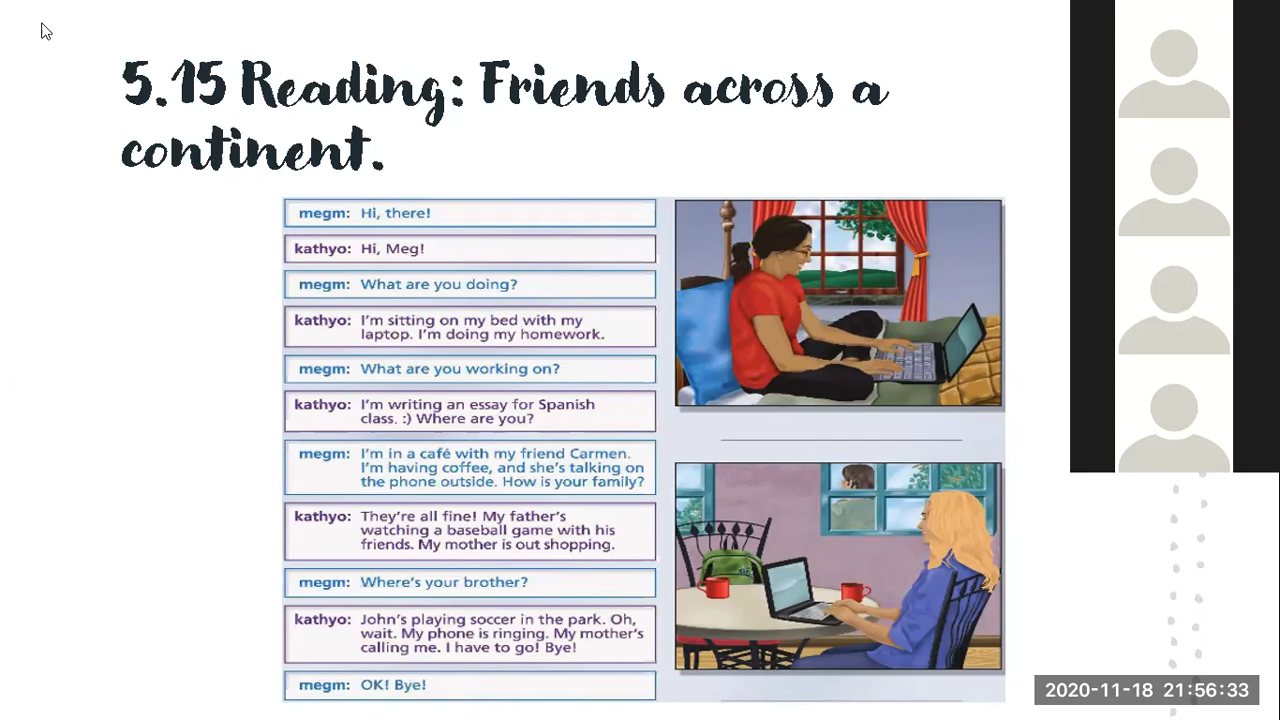 5.15 Reading: Friends across a
continent.
megm: Hi, there!
kathyo: Hi, Meg!
megm: What are you doing?
kathyo: I'm sitting on my bed with my
laptop. I'm doing my homework.
megm: What are you working on?
kathyo: I'm writing an essay for Spanish
class. :) Where are you?
megm: I'm in a café with my friend Carmen.
I'm having coffee, and she's talking on
the phone outside. How is your family?
kathyo: They're all fine! My father's
watching a baseball game with his
friends. My mother is out shopping.
megm: Where's your brother?
kathyo: John's playing soccer in the park. Oh,
wait. My phone is ringing. My mother's
calling me. I have to go! Bye!
megm: OK! Bye!
2020-11-18 21:56:33